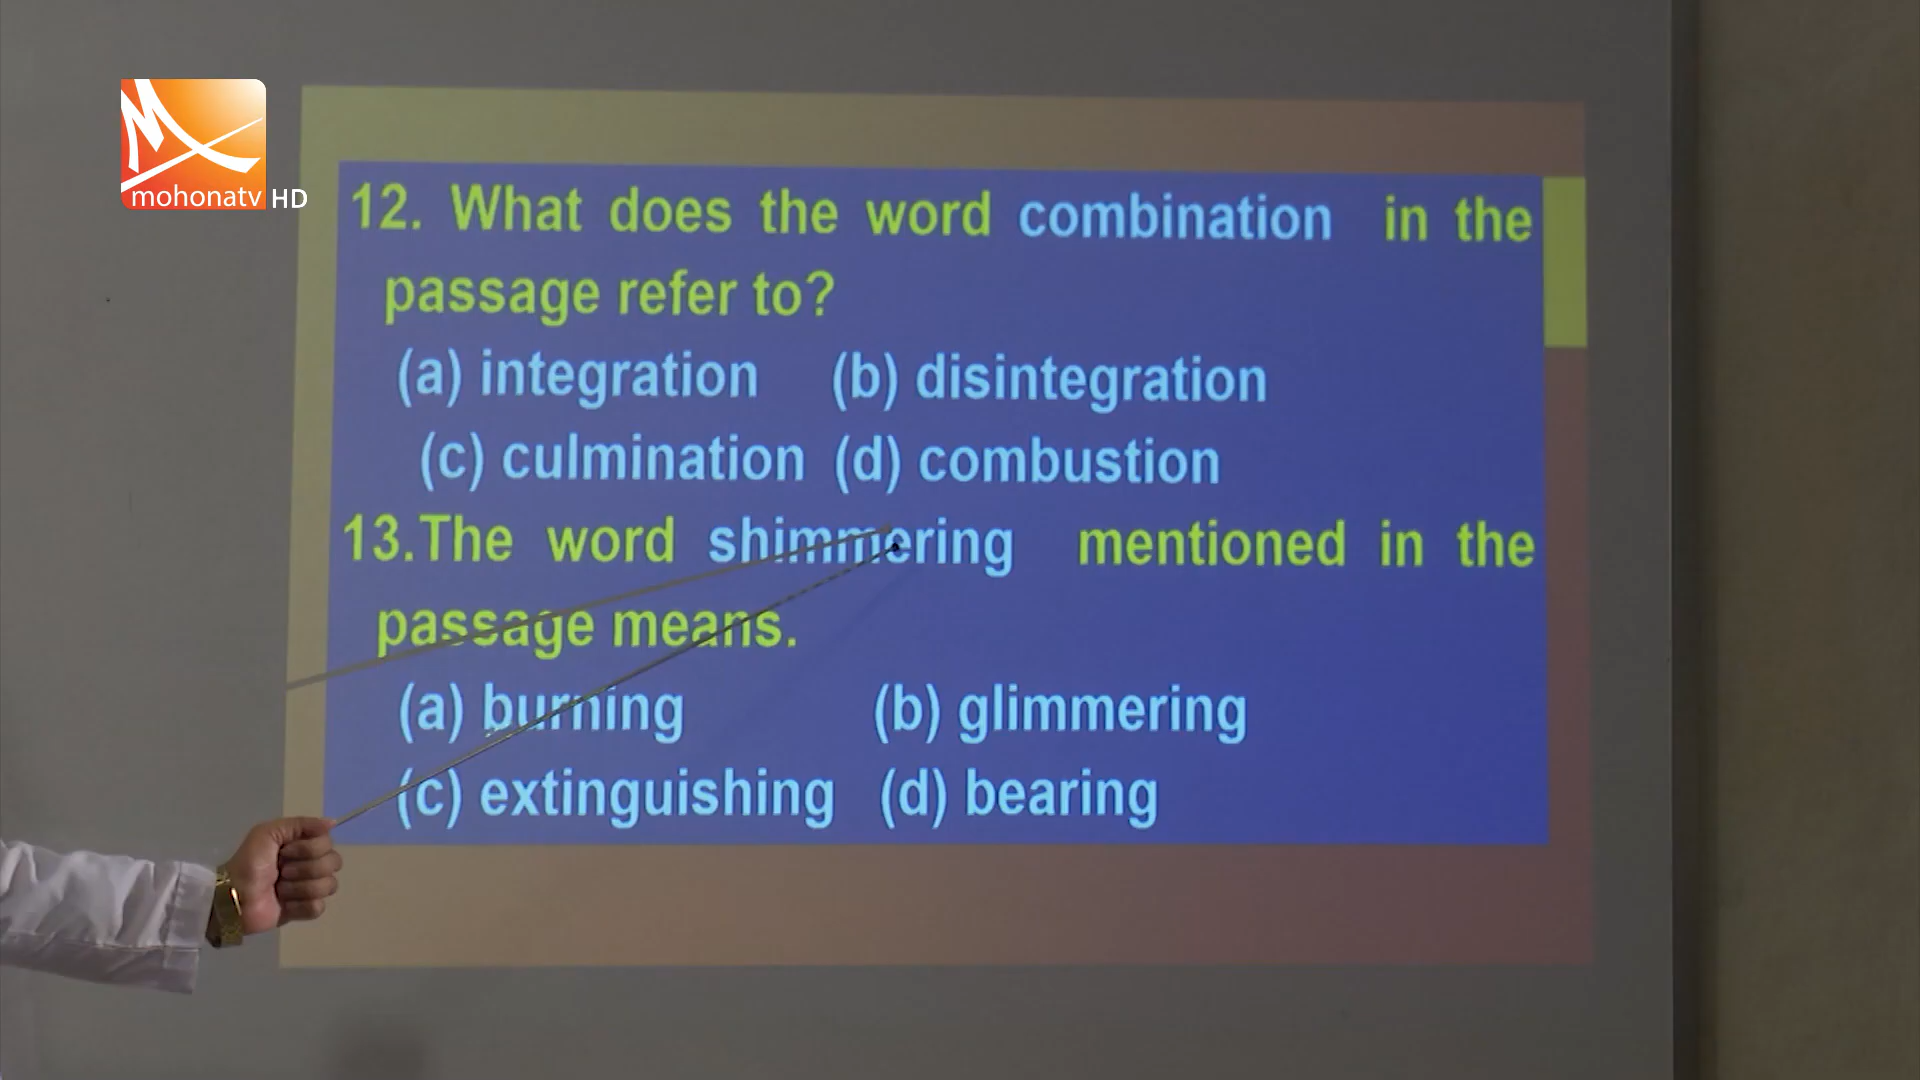 mohonatv HD
12. What does the word combination in the
passage refer to?
(a) integration (b) disintegration
(c) culmination (d) combustion
13.The word shimmering mentioned in the
passage means.
(a) burning (b) glimmering
(c) extinguishing (d) bearing